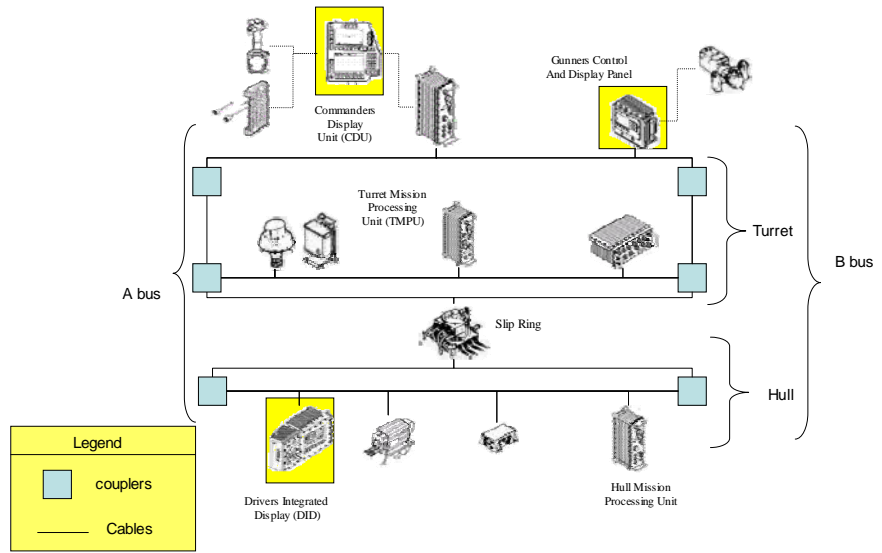 Gunners Control
And Display Panel
Commanders
Display
Unit (CDU)
Turret Mission
Processing
Unit (TMPU)
Turret
B bus
A bus
Slip Ring
Hull
Legend
couplers
Cables
Drivers Integrated
Display (DID)
Hull Mission
Processing Unit